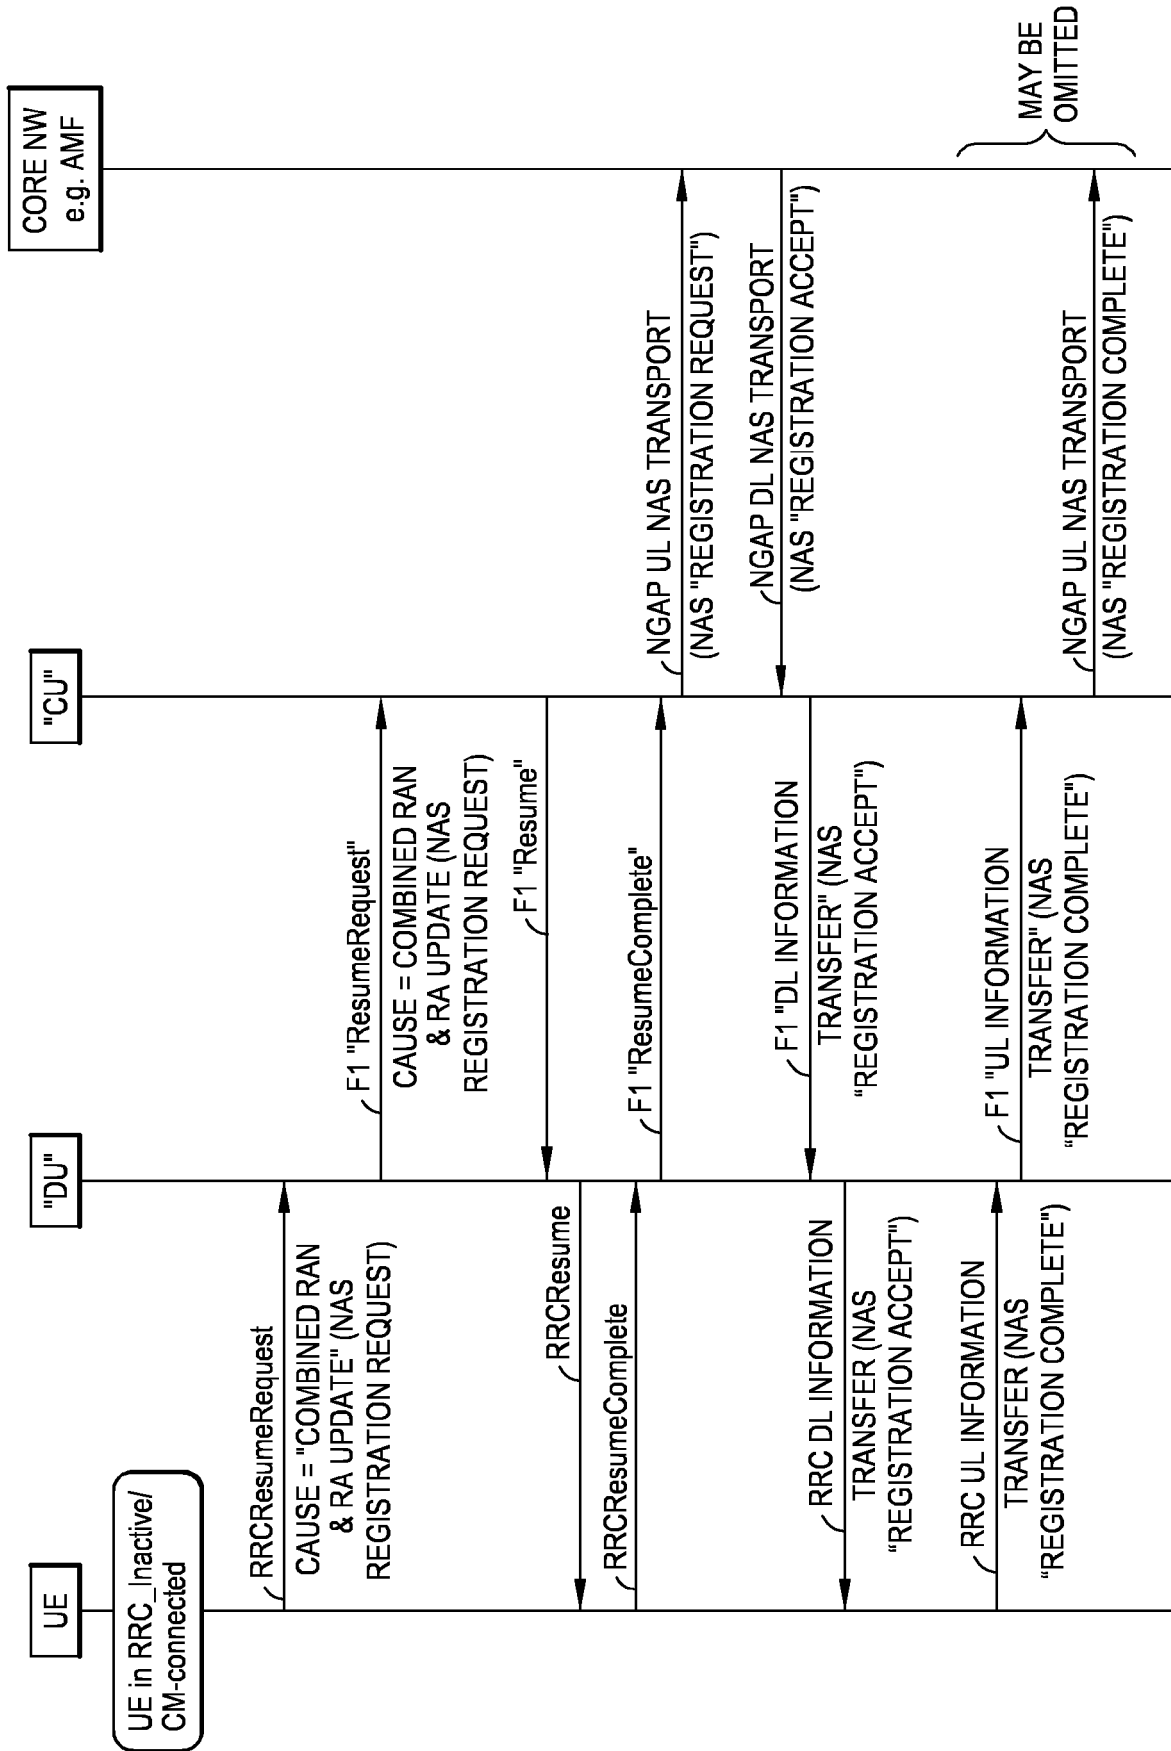 UE
"DU"
"CU"
CORE NW
e.g. AMF
UE in RRC_Inactive/
CM-connected
RRCResumeRequest
CAUSE = "COMBINED RAN
& RA UPDATE" (NAS
REGISTRATION REQUEST)
F1 "ResumeRequest"
CAUSE = COMBINED RAN
& RA UPDATE (NAS
REGISTRATION REQUEST)
F1 "Resume"
RRCResume
RRCResumeComplete
F1 "ResumeComplete"
NGAP UL NAS TRANSPORT
(NAS "REGISTRATION REQUEST")
NGAP DL NAS TRANSPORT
(NAS "REGISTRATION ACCEPT")
F1 "DL INFORMATION
TRANSFER" (NAS
“REGISTRATION ACCEPT")
RRC DL INFORMATION
TRANSFER (NAS
“REGISTRATION ACCEPT")
RRC UL INFORMATION
TRANSFER (NAS
“REGISTRATION COMPLETE")
F1 "UL INFORMATION
TRANSFER" (NAS
“REGISTRATION COMPLETE")
NGAP UL NAS TRANSPORT
(NAS "REGISTRATION COMPLETE")
MAY BE
OMITTED